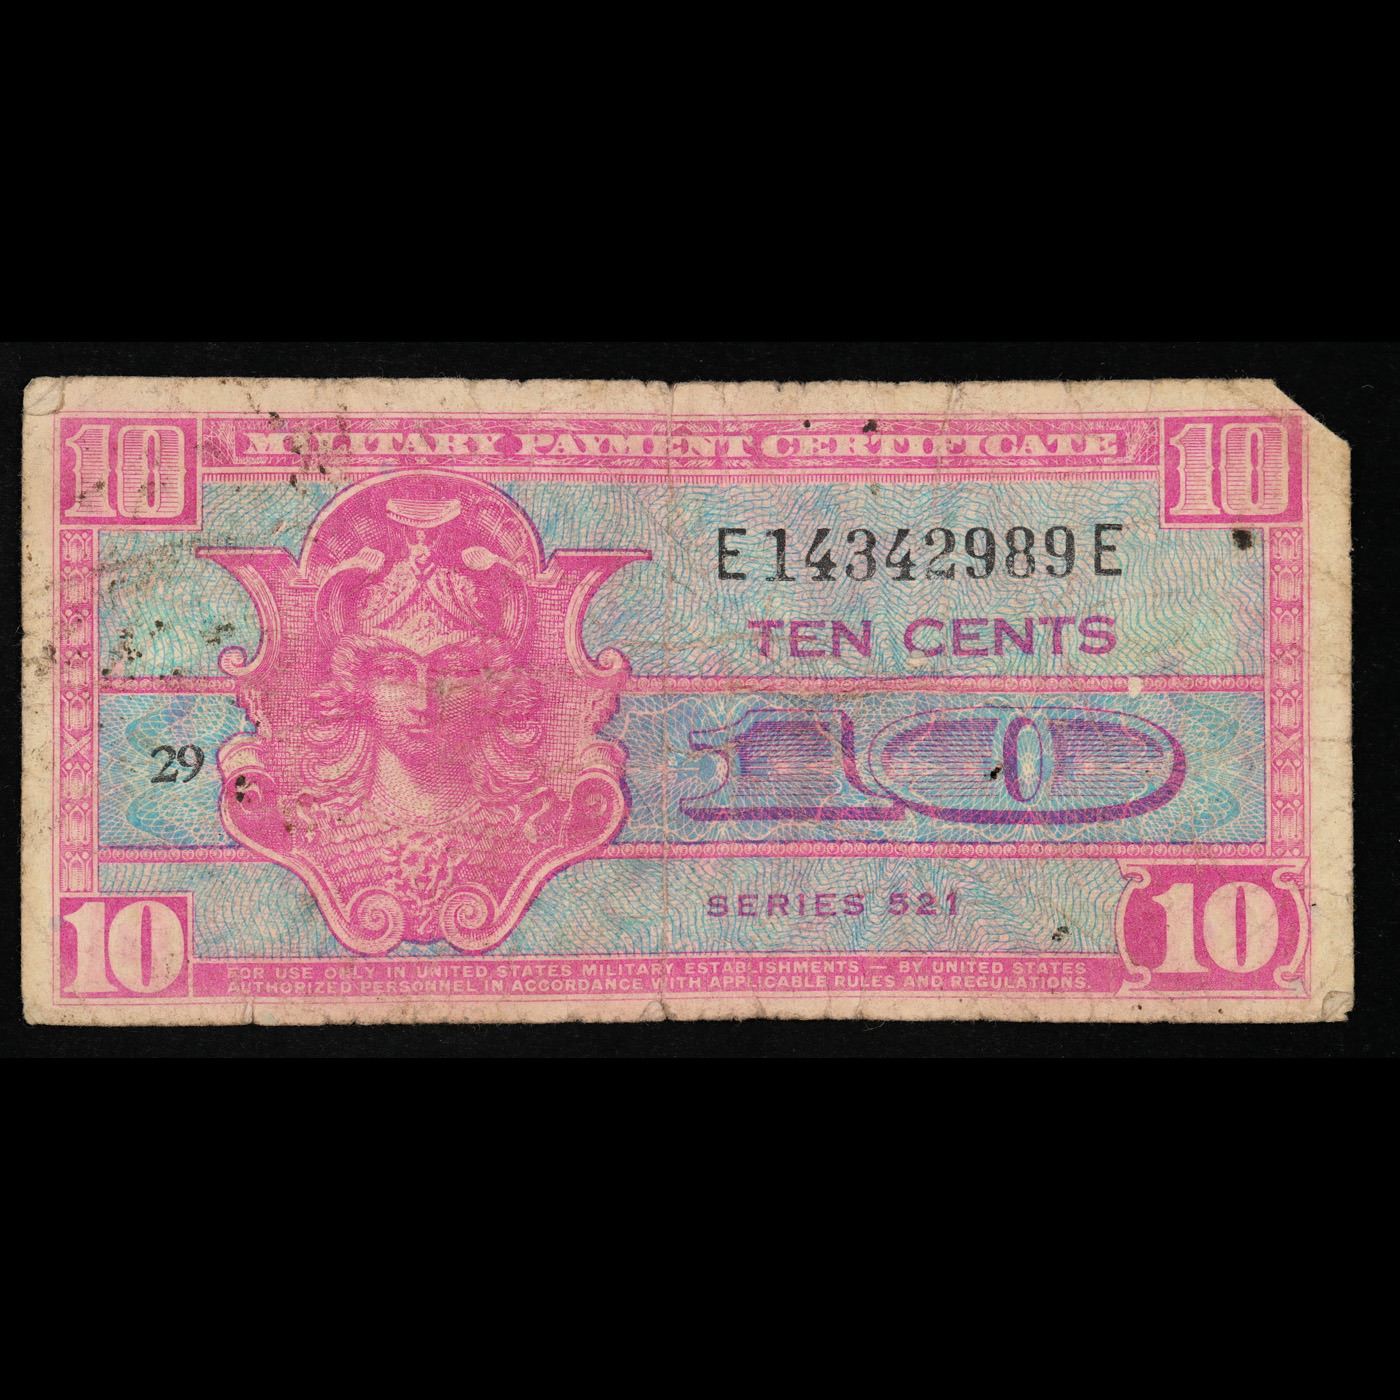 10 MILITARY PAYMENT CERTIFICATE 10
E14342989E
TEN CENTS
29
10
SERIES 521
10 10
FOR USE ONLY IN UNITED STATES MILITARY ESTABLISHMENTS — BY UNITED STATES
AUTHORIZED PERSONNEL IN ACCORDANCE WITH APPLICABLE RULES AND REGULATIONS.